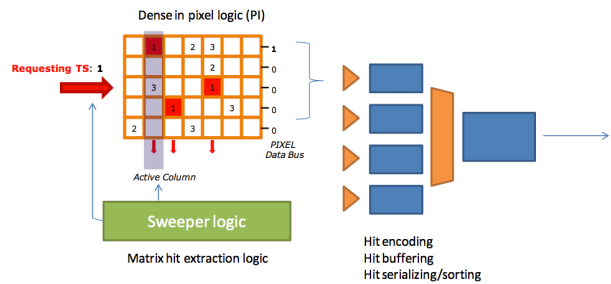 Dense in pixel logic (PI)
1 2 3 1
Requesting TS: 1
2 0
3 1 0
1 3 0
2 3 0
PIXEL
Data Bus
Active Column
Sweeper logic
Matrix hit extraction logic
Hit encoding
Hit buffering
Hit serializing/sorting